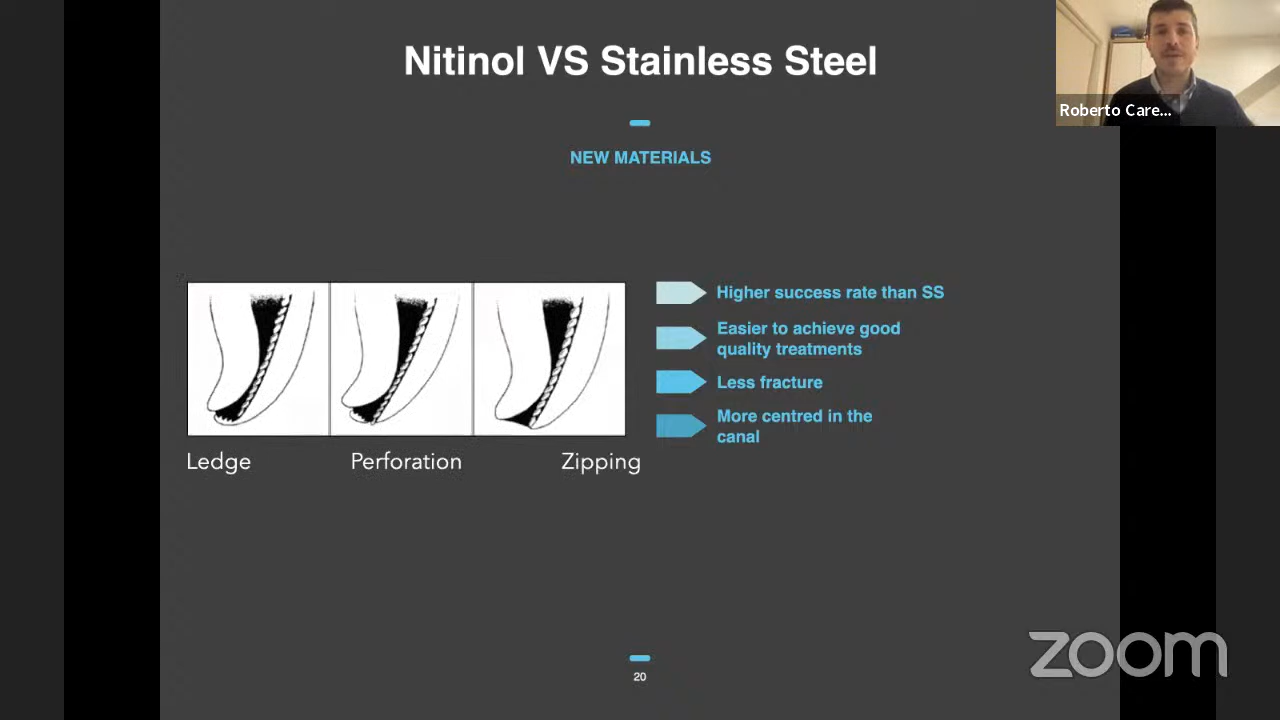 Nitinol VS Stainless Steel
Roberto Care...
NEW MATERIALS
Higher success rate than SS
Easier to achieve good
quality treatments
Less fracture
More centred in the
canal
Ledge
Perforation
Zipping
20
zoom